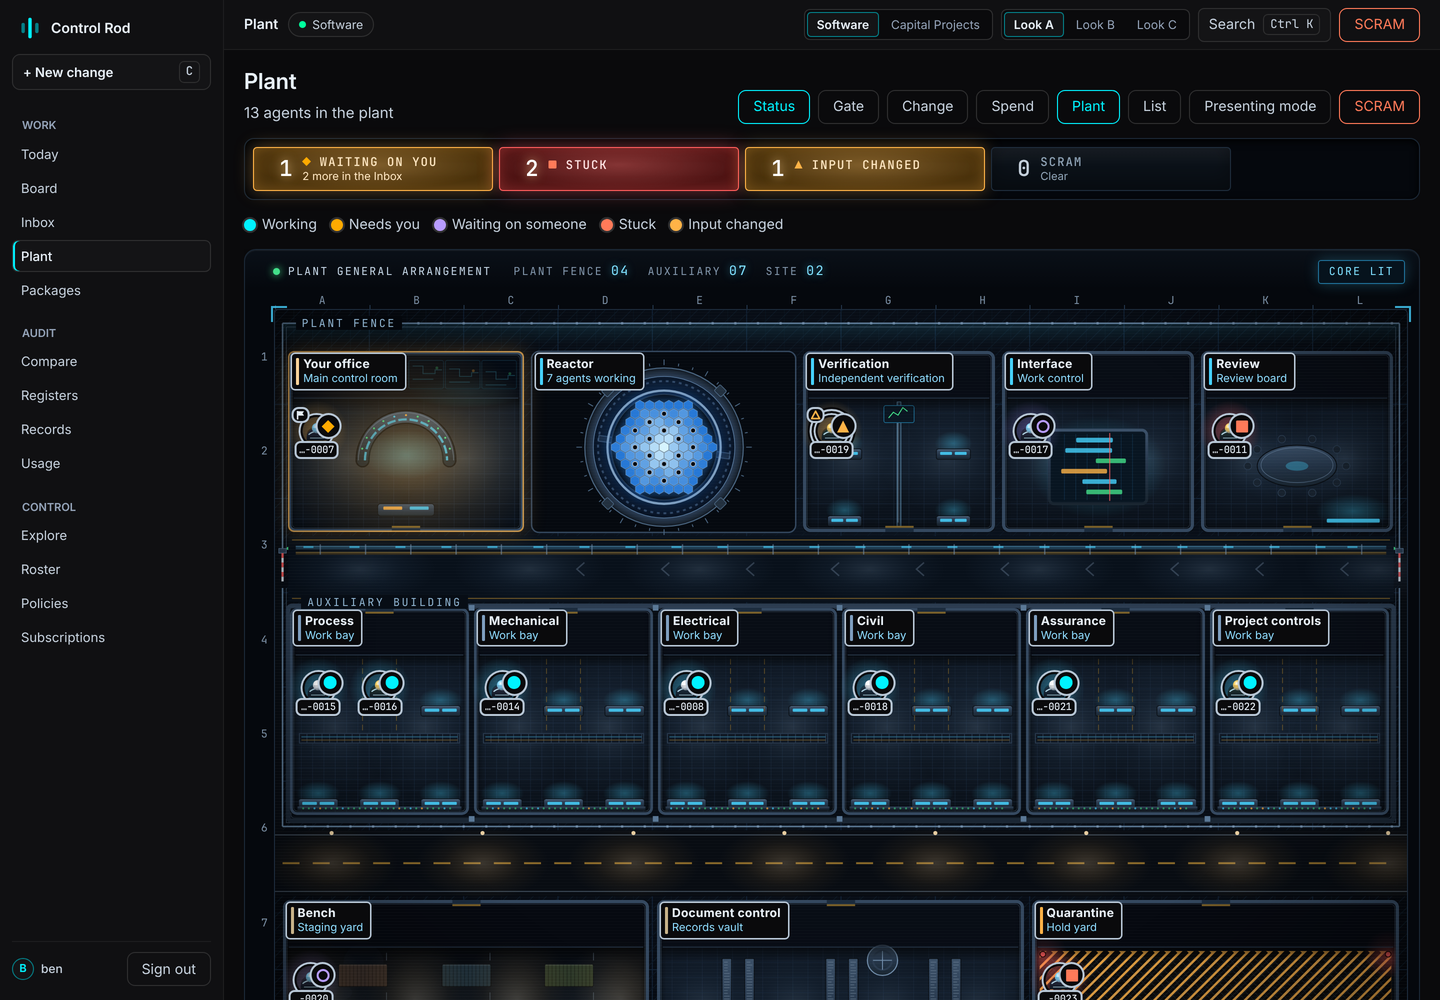 Control Rod
+ New change
C
WORK
Today
Board
Inbox
Plant
Packages
AUDIT
Compare
Registers
Records
Usage
CONTROL
Explore
Roster
Policies
Subscriptions
B
ben
Sign out
Plant
Software
Software
Capital Projects
Look A
Look B
Look C
Search
Ctrl K
SCRAM
Plant
13 agents in the plant
Status
Gate
Change
Spend
Plant
List
Presenting mode
SCRAM
1
WAITING ON YOU
2 more in the Inbox
2
STUCK
1
INPUT CHANGED
0
SCRAM
Clear
Working
Needs you
Waiting on someone
Stuck
Input changed
PLANT GENERAL ARRANGEMENT
PLANT FENCE 04
AUXILIARY 07
SITE 02
CORE LIT
A B C D E F G H I J K L
PLANT FENCE
1
Your office
Main control room
Reactor
7 agents working
Verification
Independent verification
Interface
Work control
Review
Review board
2
…-0007
…-0019
…-0017
…-0011
3
AUXILIARY BUILDING
4
Process
Work bay
Mechanical
Work bay
Electrical
Work bay
Civil
Work bay
Assurance
Work bay
Project controls
Work bay
…-0015
…-0016
…-0014
…-0008
…-0018
…-0021
…-0022
5
6
7
Bench
Staging yard
Document control
Records vault
Quarantine
Hold yard
…-0020
…-0023